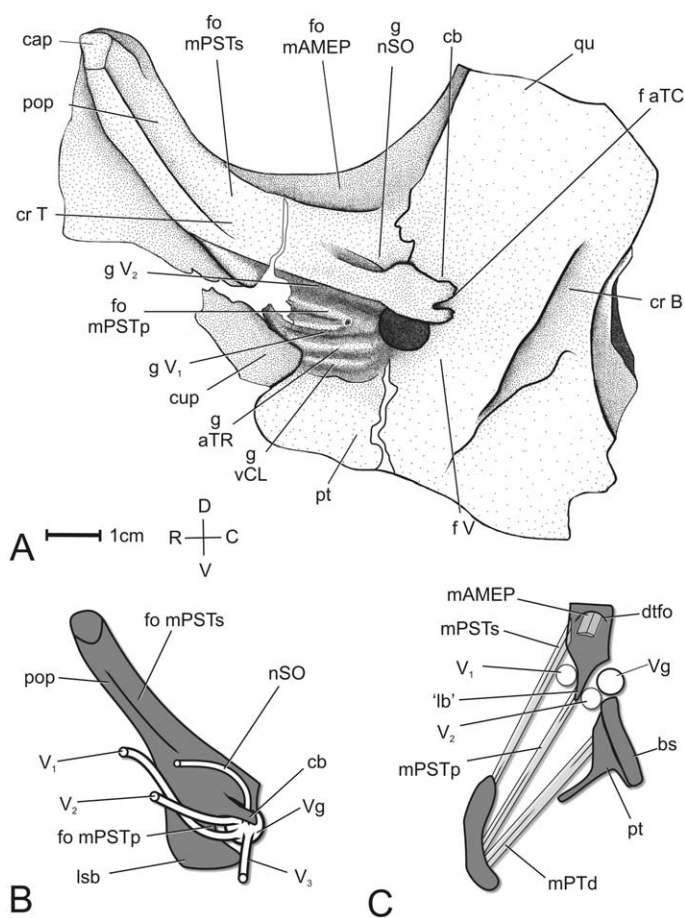 cap
pop
cr T
fo
mPSTs
fo
mAMEP
g
nSO
cb
qu
f aTC
g V2
fo
mPSTp
g V1
cup
g
aTR
g
vCL
pt
f V
cr B
A
1cm
D
R C
V
fo mPSTs
pop
nSO
V1
V2
cb
Vg
fo mPSTp
lsb
V3
B
mAMEP
dtfo
mPSTs
V1
Vg
'lb'
V2
bs
mPSTp
pt
mPTd
C